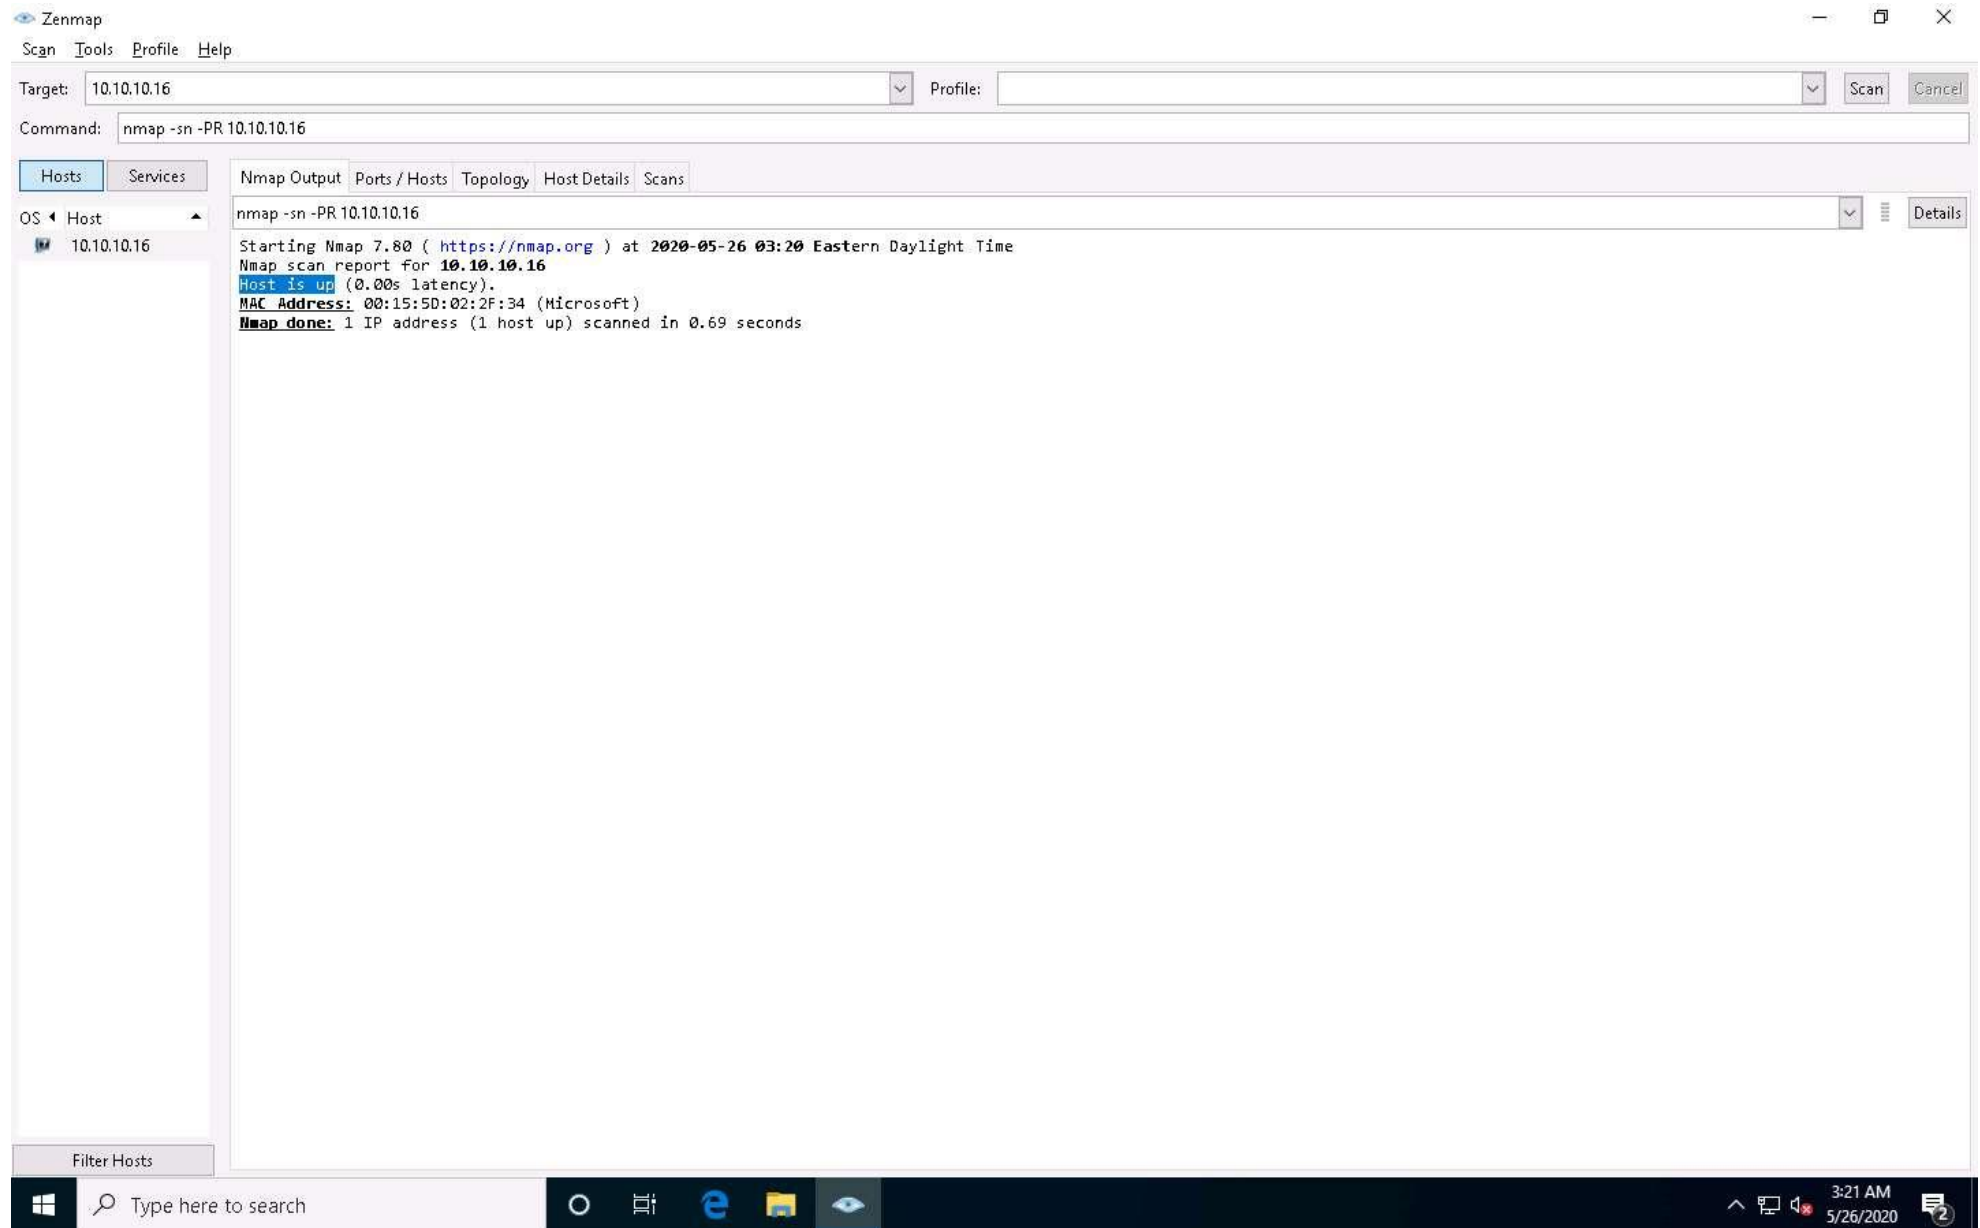 Zenmap
Scan Tools Profile Help
Target: 10.10.10.16 Profile: Scan Cancel
Command: nmap -sn -PR 10.10.10.16
Hosts Services Nmap Output Ports / Hosts Topology Host Details Scans
OS Host nmap -sn -PR 10.10.10.16 Details
10.10.10.16
Starting Nmap 7.80 ( https://nmap.org ) at 2020-05-26 03:20 Eastern Daylight Time
Nmap scan report for 10.10.10.16
Host is up (0.00s latency).
MAC Address: 00:15:5D:02:2F:34 (Microsoft)
Nmap done: 1 IP address (1 host up) scanned in 0.69 seconds
Filter Hosts
Type here to search
3:21 AM
5/26/2020
2